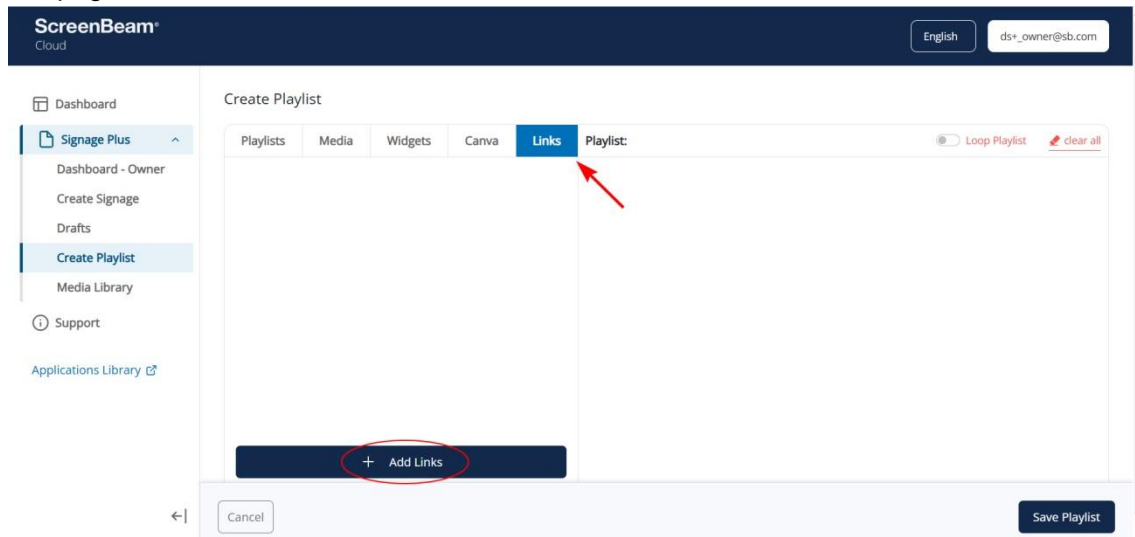 ScreenBeam®
Cloud
English
ds+_owner@sb.com
Dashboard
Signage Plus
Dashboard - Owner
Create Signage
Drafts
Create Playlist
Media Library
Support
Applications Library
Create Playlist
Playlists Media Widgets Canva Links Playlist: Loop Playlist clear all
+ Add Links
Cancel
Save Playlist